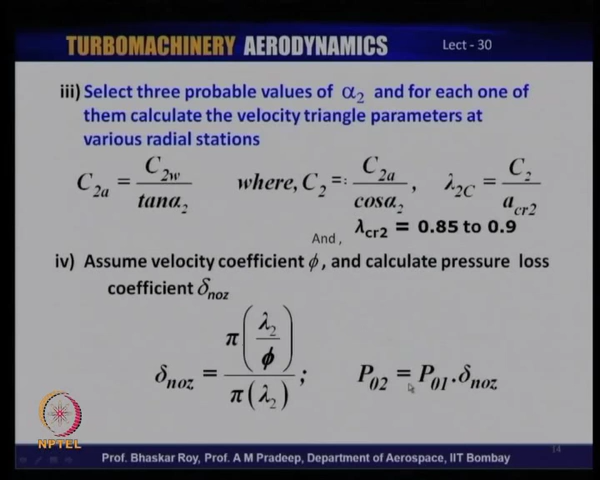 TURBOMACHINERY AERODYNAMICS Lect - 30
iii) Select three probable values of α₂ and for each one of
them calculate the velocity triangle parameters at
various radial stations
C₂ₐ = C₂w / tanα₂ where, C₂ =: C₂ₐ / cosα₂ , λ₂C = C₂ / a_cr2
And , λcr2 = 0.85 to 0.9
iv) Assume velocity coefficient ϕ, and calculate pressure loss
coefficient δnoz
δnoz = π(λ₂ / ϕ) / π(λ₂) ; P₀₂ = P₀₁.δnoz
NPTEL
Prof. Bhaskar Roy, Prof. A M Pradeep, Department of Aerospace, IIT Bombay
14